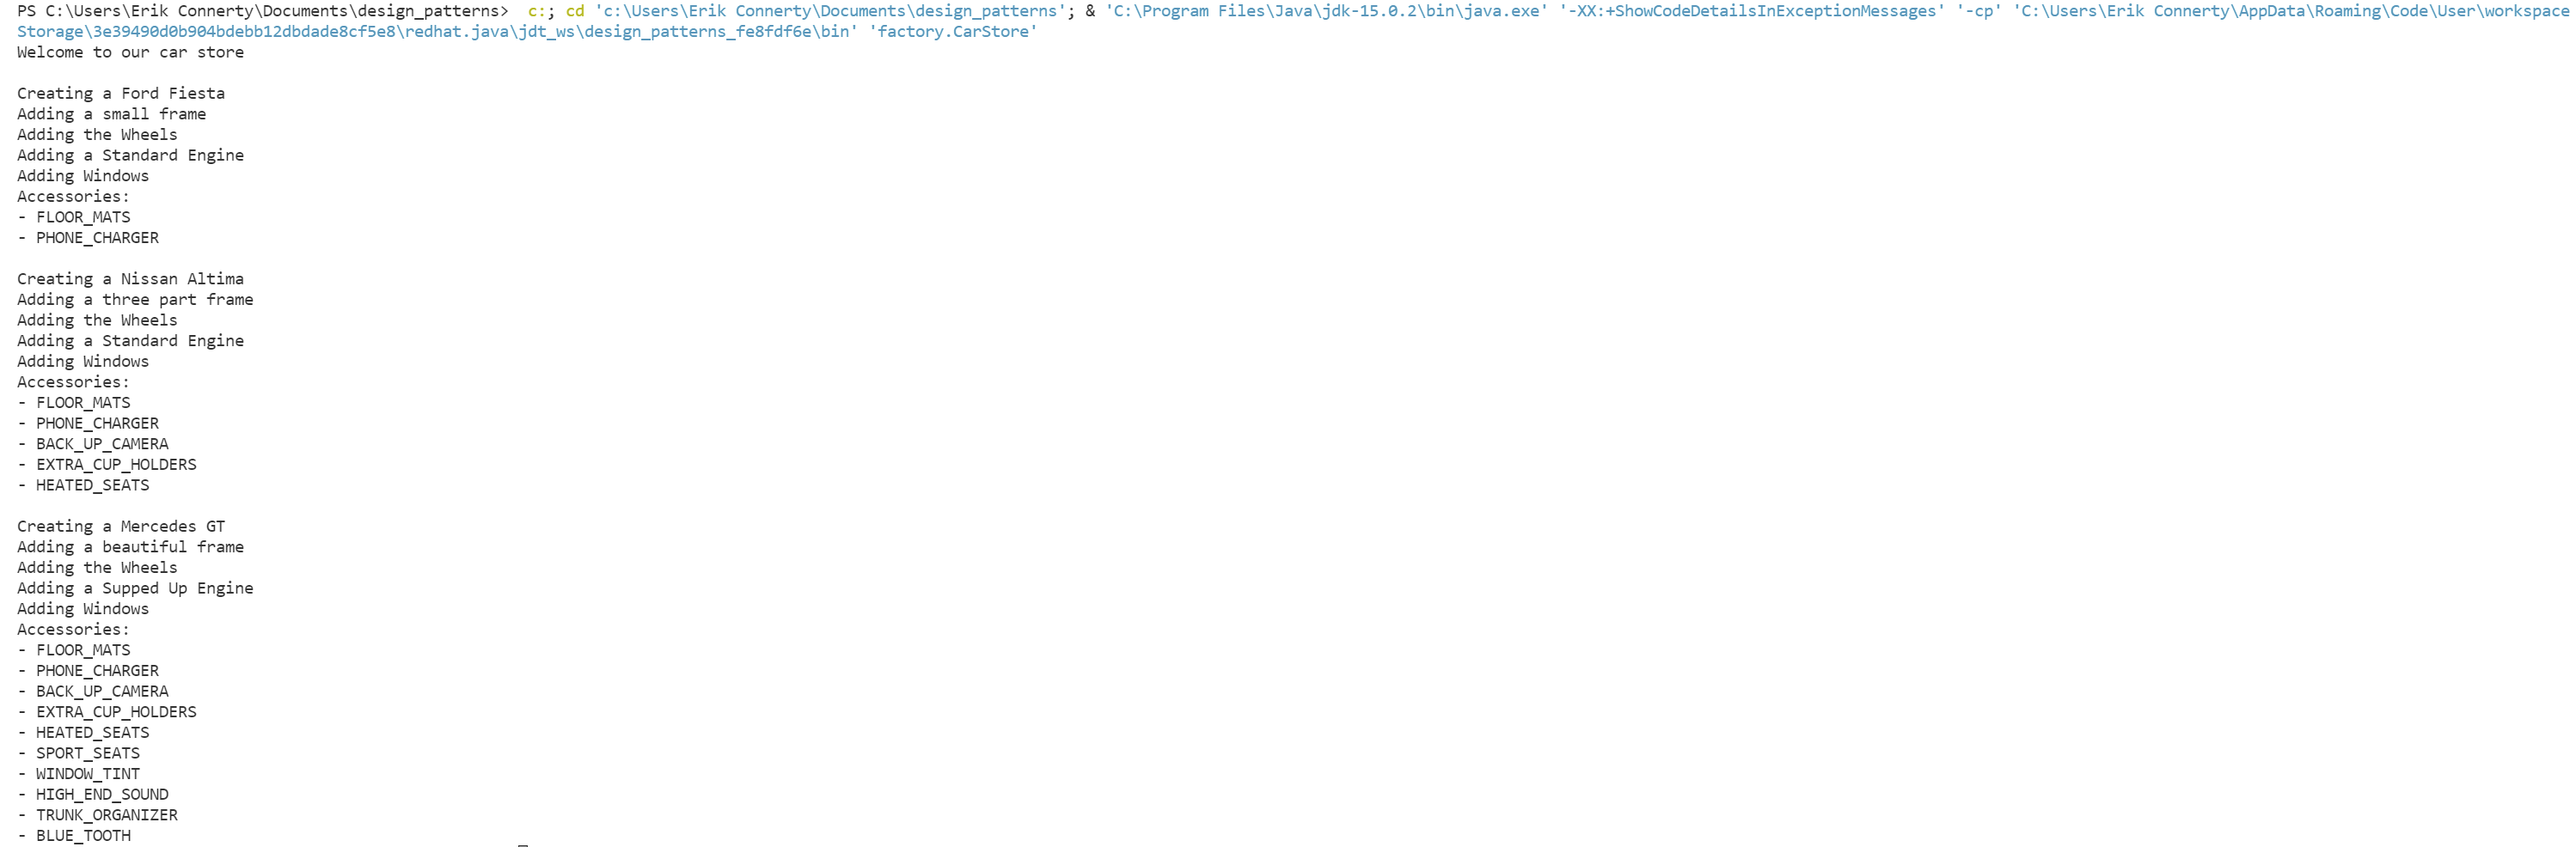 PS C:\Users\Erik Connerty\Documents\design_patterns>  c:; cd 'c:\Users\Erik Connerty\Documents\design_patterns'; & 'C:\Program Files\Java\jdk-15.0.2\bin\java.exe' '-XX:+ShowCodeDetailsInExceptionMessages' '-cp' 'C:\Users\Erik Connerty\AppData\Roaming\Code\User\workspace
Storage\3e39490d0b904bdebb12dbdade8cf5e8\redhat.java\jdt_ws\design_patterns_fe8fdf6e\bin' 'factory.CarStore'
Welcome to our car store

Creating a Ford Fiesta
Adding a small frame
Adding the Wheels
Adding a Standard Engine
Adding Windows
Accessories:
- FLOOR_MATS
- PHONE_CHARGER

Creating a Nissan Altima
Adding a three part frame
Adding the Wheels
Adding a Standard Engine
Adding Windows
Accessories:
- FLOOR_MATS
- PHONE_CHARGER
- BACK_UP_CAMERA
- EXTRA_CUP_HOLDERS
- HEATED_SEATS

Creating a Mercedes GT
Adding a beautiful frame
Adding the Wheels
Adding a Supped Up Engine
Adding Windows
Accessories:
- FLOOR_MATS
- PHONE_CHARGER
- BACK_UP_CAMERA
- EXTRA_CUP_HOLDERS
- HEATED_SEATS
- SPORT_SEATS
- WINDOW_TINT
- HIGH_END_SOUND
- TRUNK_ORGANIZER
- BLUE_TOOTH